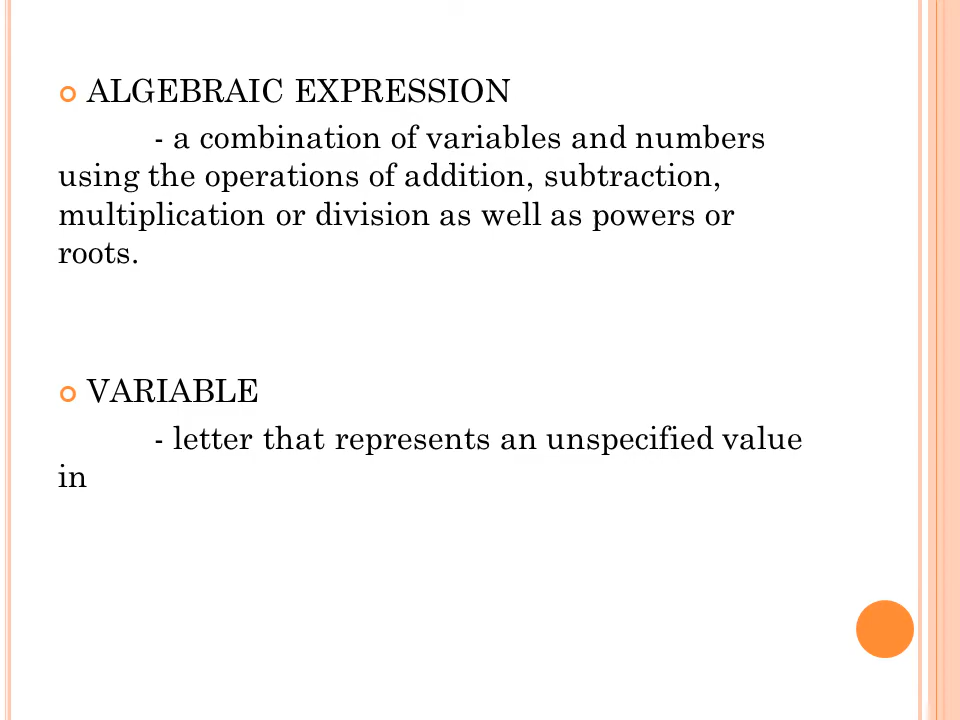 ALGEBRAIC EXPRESSION
- a combination of variables and numbers
using the operations of addition, subtraction,
multiplication or division as well as powers or
roots.
VARIABLE
- letter that represents an unspecified value
in